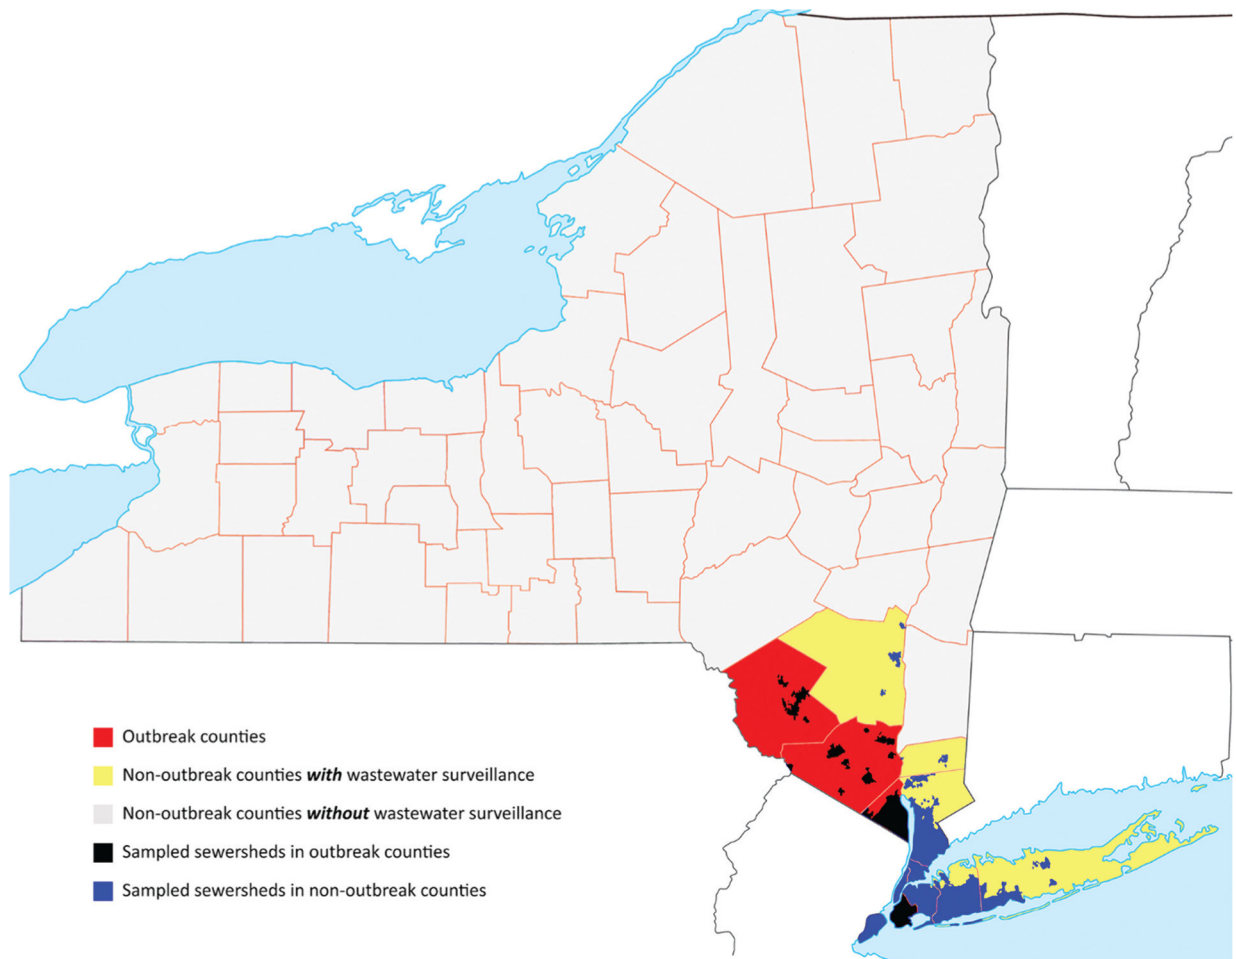 Outbreak counties
Non-outbreak counties with wastewater surveillance
Non-outbreak counties without wastewater surveillance
Sampled sewersheds in outbreak counties
Sampled sewersheds in non-outbreak counties